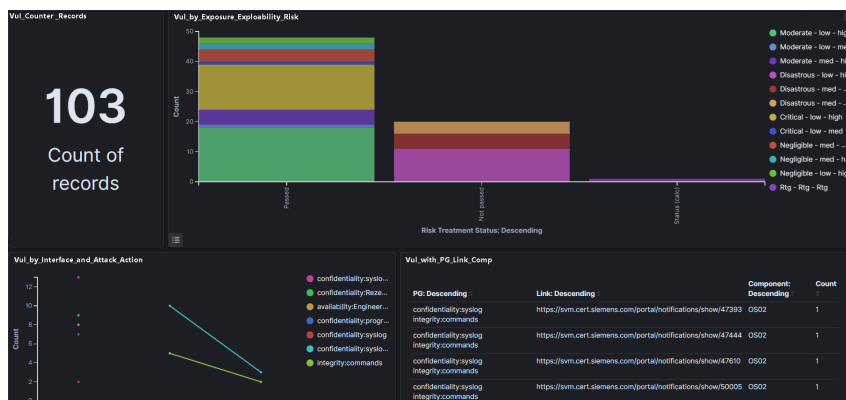 Vul_Counter _Records
103
Count of
records
Vul_by_Exposure_Exploability_Risk
Count
50
40
30
20
10
0
Passed
Not passed
Status (calc)
Risk Treatment Status: Descending
Moderate - low - hig
Moderate - low - me
Moderate - med - hi
Disastrous - low - hi
Disastrous - med - ..
Disastrous - med - ...
Critical - low - high
Critical - low - med
Negligible - med - ...
Negligible - med - h
Negligible - low - hig
Rtg - Rtg - Rtg
Vul_by_Interface_and_Attack_Action
Count
12
10
8
6
4
2
0
confidentiality:syslo...
confidentiality:Reze...
availability:Engineer...
confidentiality:progr...
confidentiality:syslog
confidentiality:syslo...
integrity:commands
Vul_with_PG_Link_Comp
PG: Descending Link: Descending Component: Descending Count
confidentiality:syslog integrity:commands https://svm.cert.siemens.com/portal/notifications/show/47393 OS02 1
confidentiality:syslog integrity:commands https://svm.cert.siemens.com/portal/notifications/show/47444 OS02 1
confidentiality:syslog integrity:commands https://svm.cert.siemens.com/portal/notifications/show/47610 OS02 1
confidentiality:syslog integrity:commands https://svm.cert.siemens.com/portal/notifications/show/50005 OS02 1